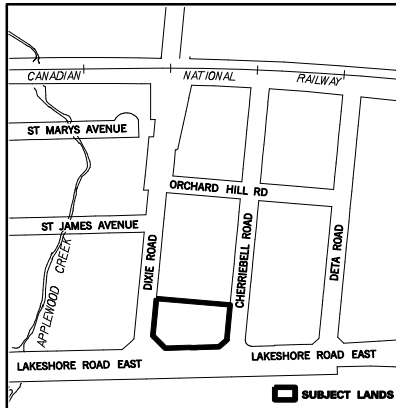 CANADIAN NATIONAL RAILWAY
ST MARYS AVENUE
ORCHARD HILL RD
ST JAMES AVENUE
APPLEWOOD CREEK
DIXIE ROAD
CHERRIEBELL ROAD
DETA ROAD
LAKESHORE ROAD EAST
LAKESHORE ROAD EAST
SUBJECT LANDS